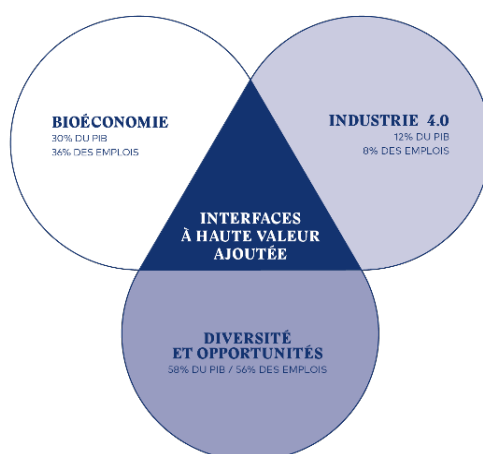 BIOÉCONOMIE
30% DU PIB
36% DES EMPLOIS
INDUSTRIE 4.0
12% DU PIB
8% DES EMPLOIS
INTERFACES
À HAUTE VALEUR
AJOUTÉE
DIVERSITÉ
ET OPPORTUNITÉS
58% DU PIB / 56% DES EMPLOIS